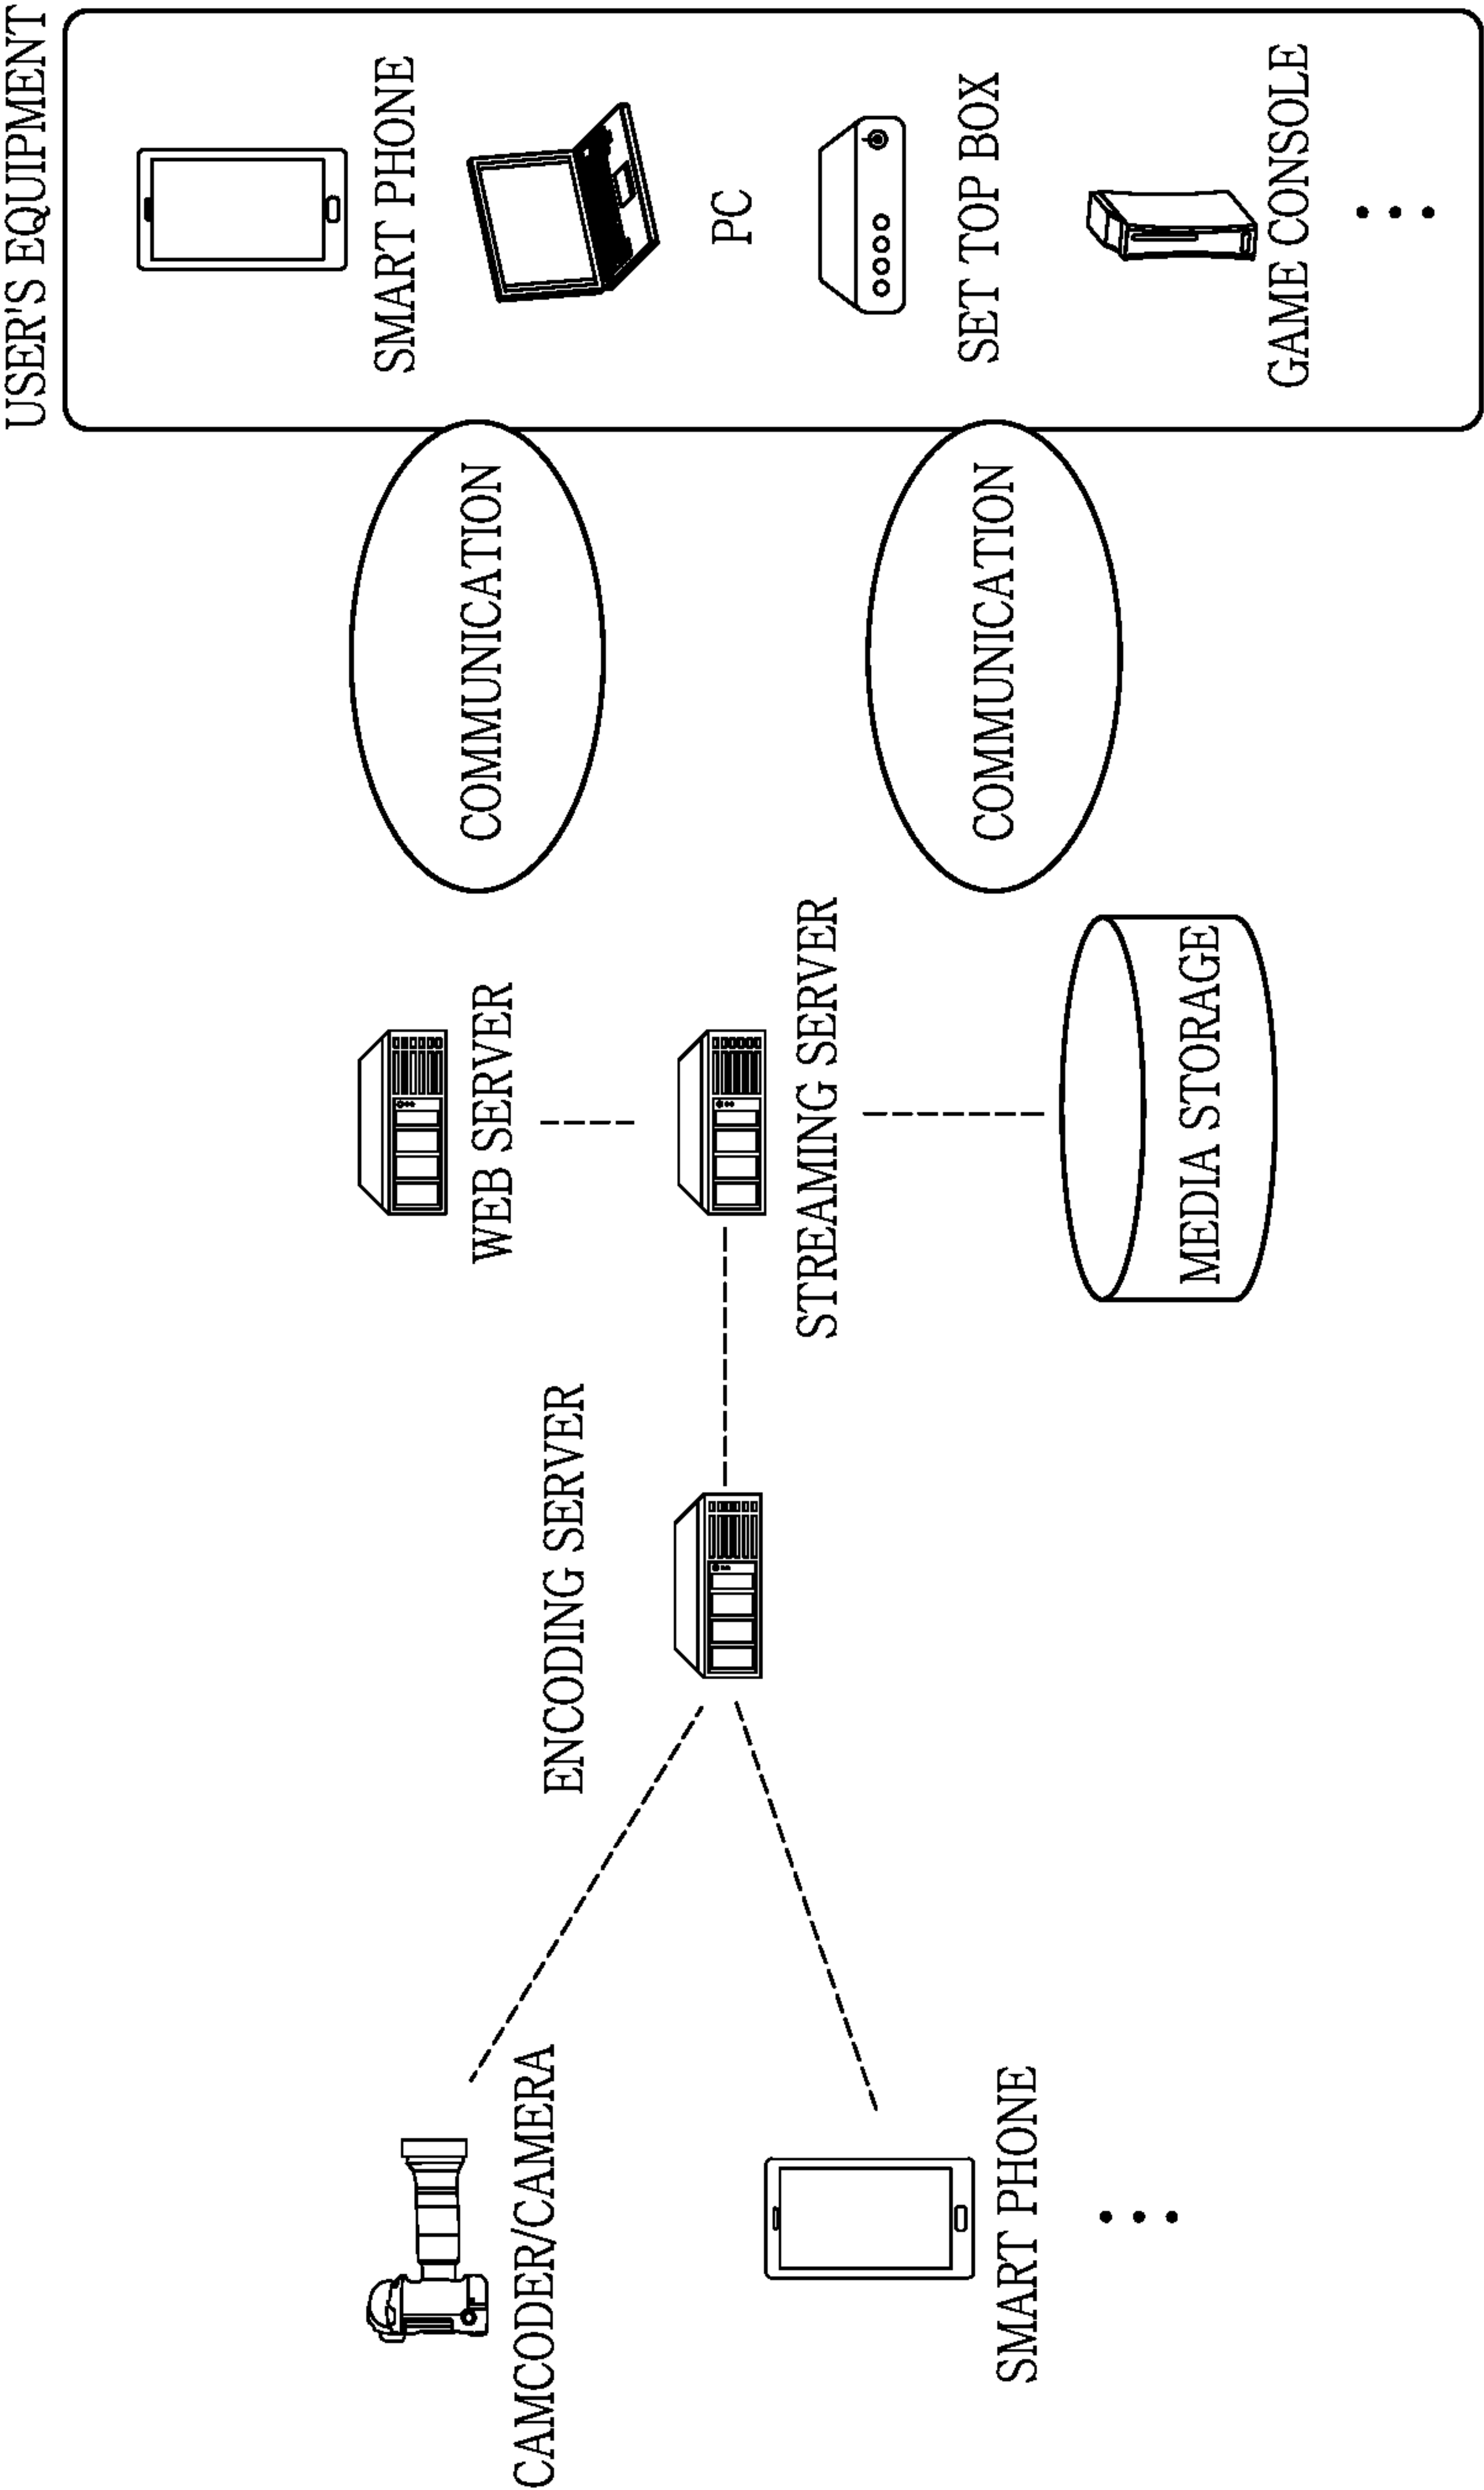 CAMCODER/CAMERA
SMART PHONE
ENCODING SERVER
WEB SERVER
STREAMING SERVER
MEDIA STORAGE
COMMUNICATION
COMMUNICATION
USER'S EQUIPMENT
SMART PHONE
PC
SET TOP BOX
GAME CONSOLE